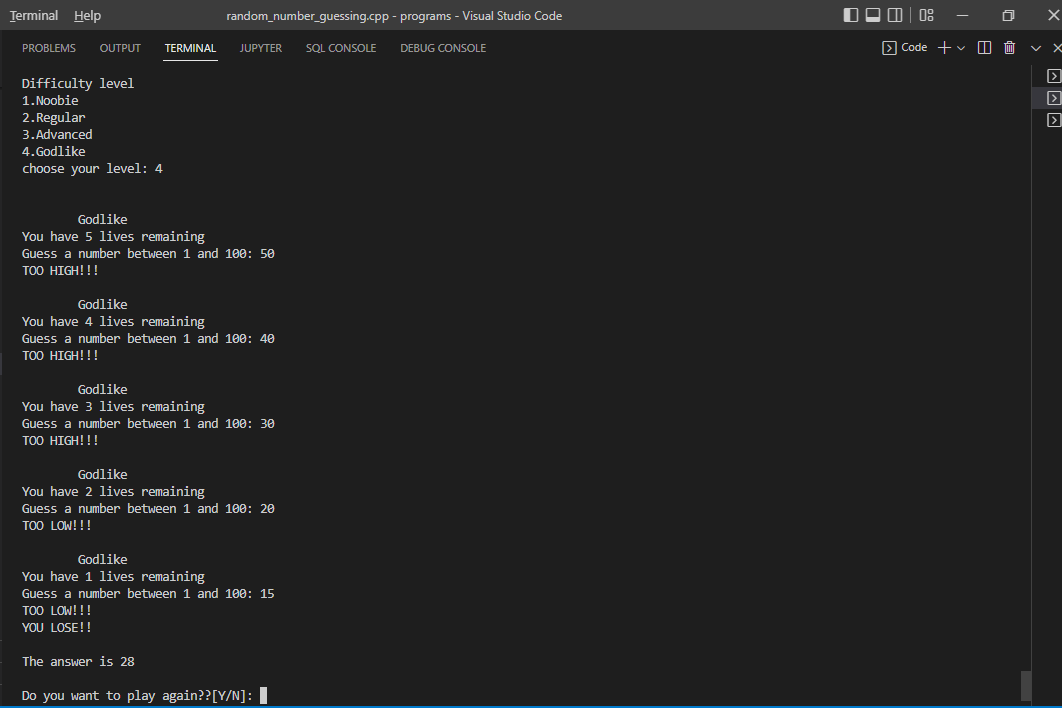 Terminal Help random_number_guessing.cpp - programs - Visual Studio Code
PROBLEMS OUTPUT TERMINAL JUPYTER SQL CONSOLE DEBUG CONSOLE Code
Difficulty level
1.Noobie
2.Regular
3.Advanced
4.Godlike
choose your level: 4
Godlike
You have 5 lives remaining
Guess a number between 1 and 100: 50
TOO HIGH!!!
Godlike
You have 4 lives remaining
Guess a number between 1 and 100: 40
TOO HIGH!!!
Godlike
You have 3 lives remaining
Guess a number between 1 and 100: 30
TOO HIGH!!!
Godlike
You have 2 lives remaining
Guess a number between 1 and 100: 20
TOO LOW!!!
Godlike
You have 1 lives remaining
Guess a number between 1 and 100: 15
TOO LOW!!!
YOU LOSE!!
The answer is 28
Do you want to play again??[Y/N]: